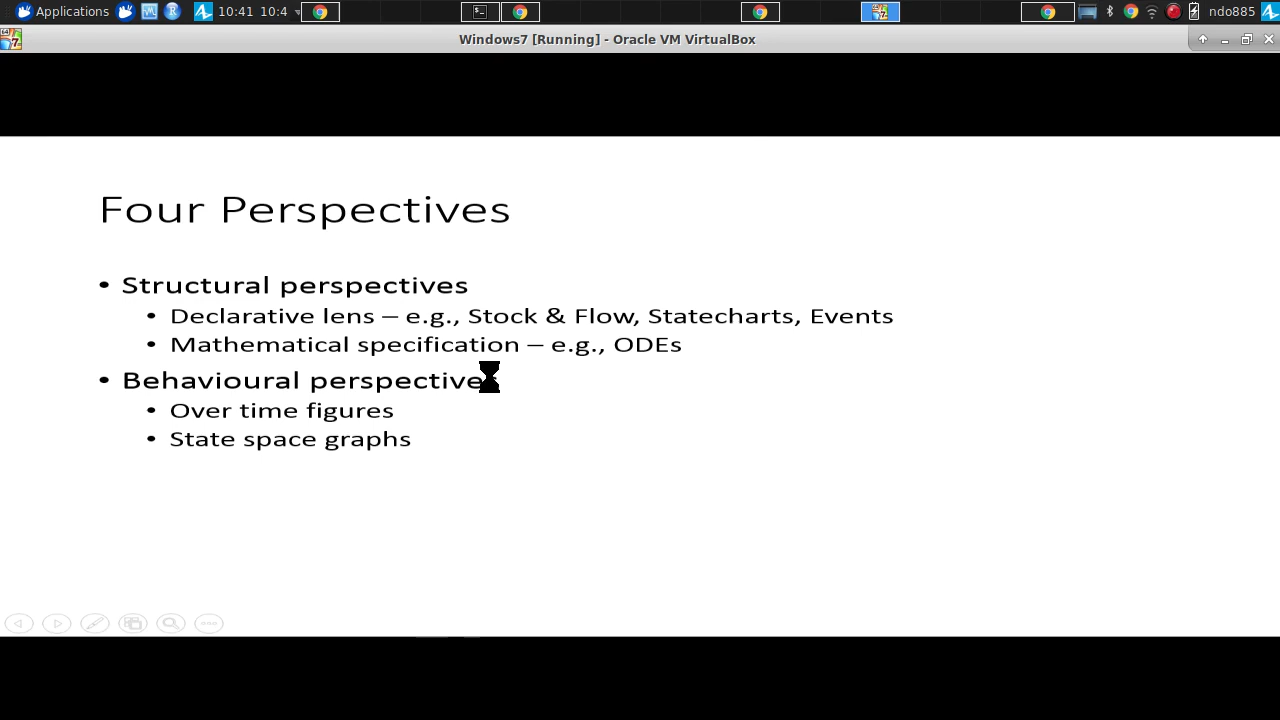 Applications 10:41 10:4 ndo885
Windows7 [Running] - Oracle VM VirtualBox
Four Perspectives
• Structural perspectives
• Declarative lens – e.g., Stock & Flow, Statecharts, Events
• Mathematical specification – e.g., ODEs
• Behavioural perspectives
• Over time figures
• State space graphs